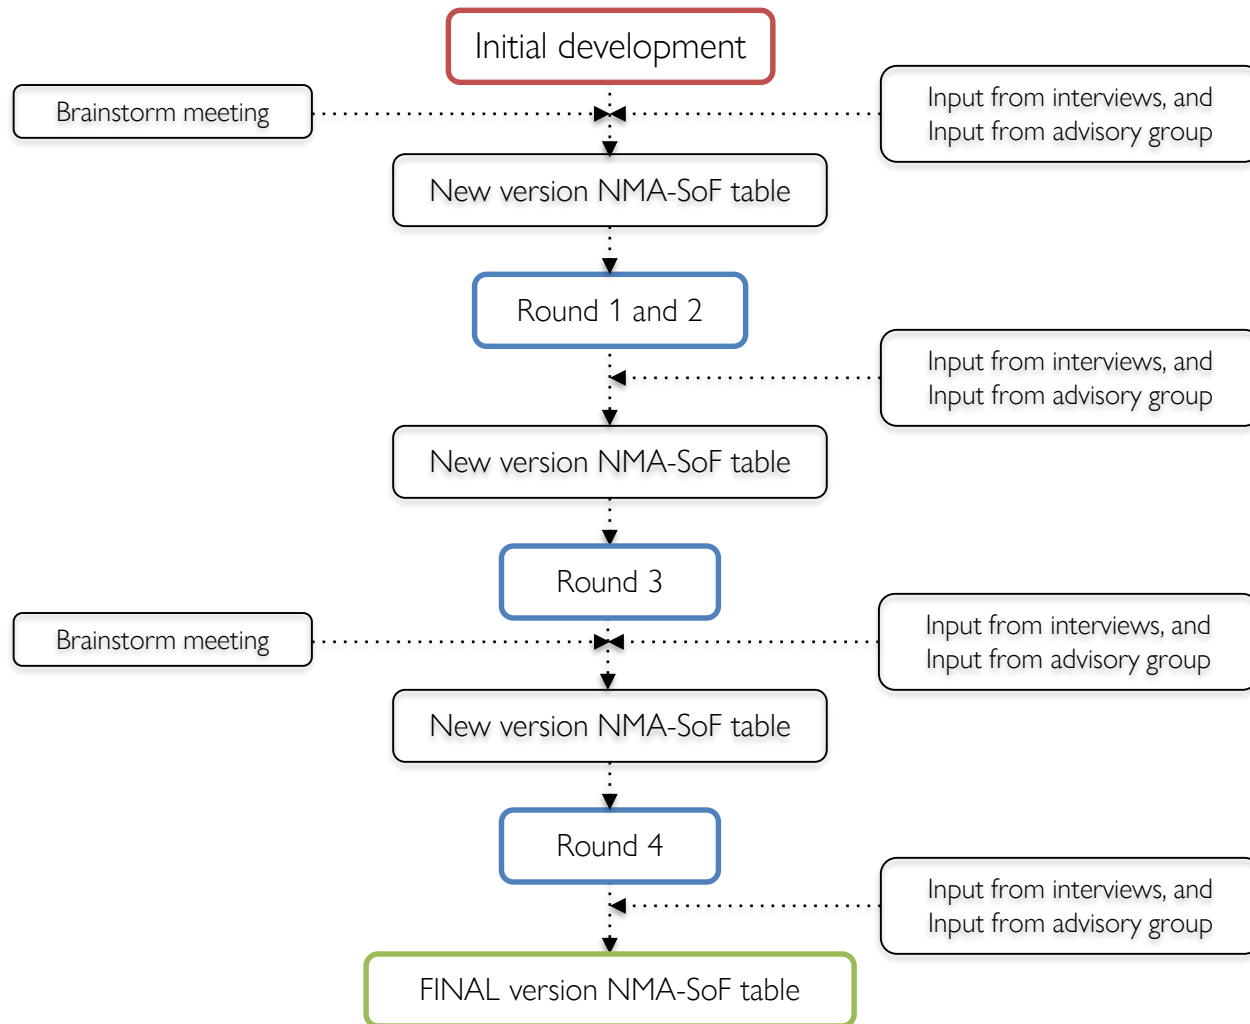 Initial development
Brainstorm meeting
Input from interviews, and
Input from advisory group
New version NMA-SoF table
Round 1 and 2
Input from interviews, and
Input from advisory group
New version NMA-SoF table
Round 3
Brainstorm meeting
Input from interviews, and
Input from advisory group
New version NMA-SoF table
Round 4
Input from interviews, and
Input from advisory group
FINAL version NMA-SoF table